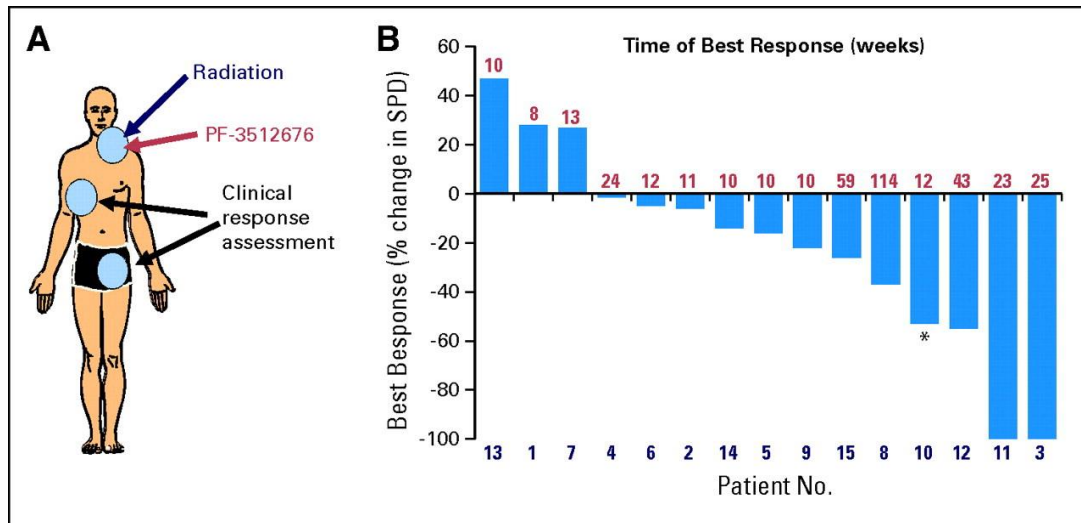 A
Radiation
PF-3512676
Clinical
response
assessment
B
Time of Best Response (weeks)
Best Besponse (% change in SPD)
60
40
20
0
-20
-40
-60
-80
-100
10 8 13 24 12 11 10 10 10 59 114 12 43 23 25
*
13 1 7 4 6 2 14 5 9 15 8 10 12 11 3
Patient No.